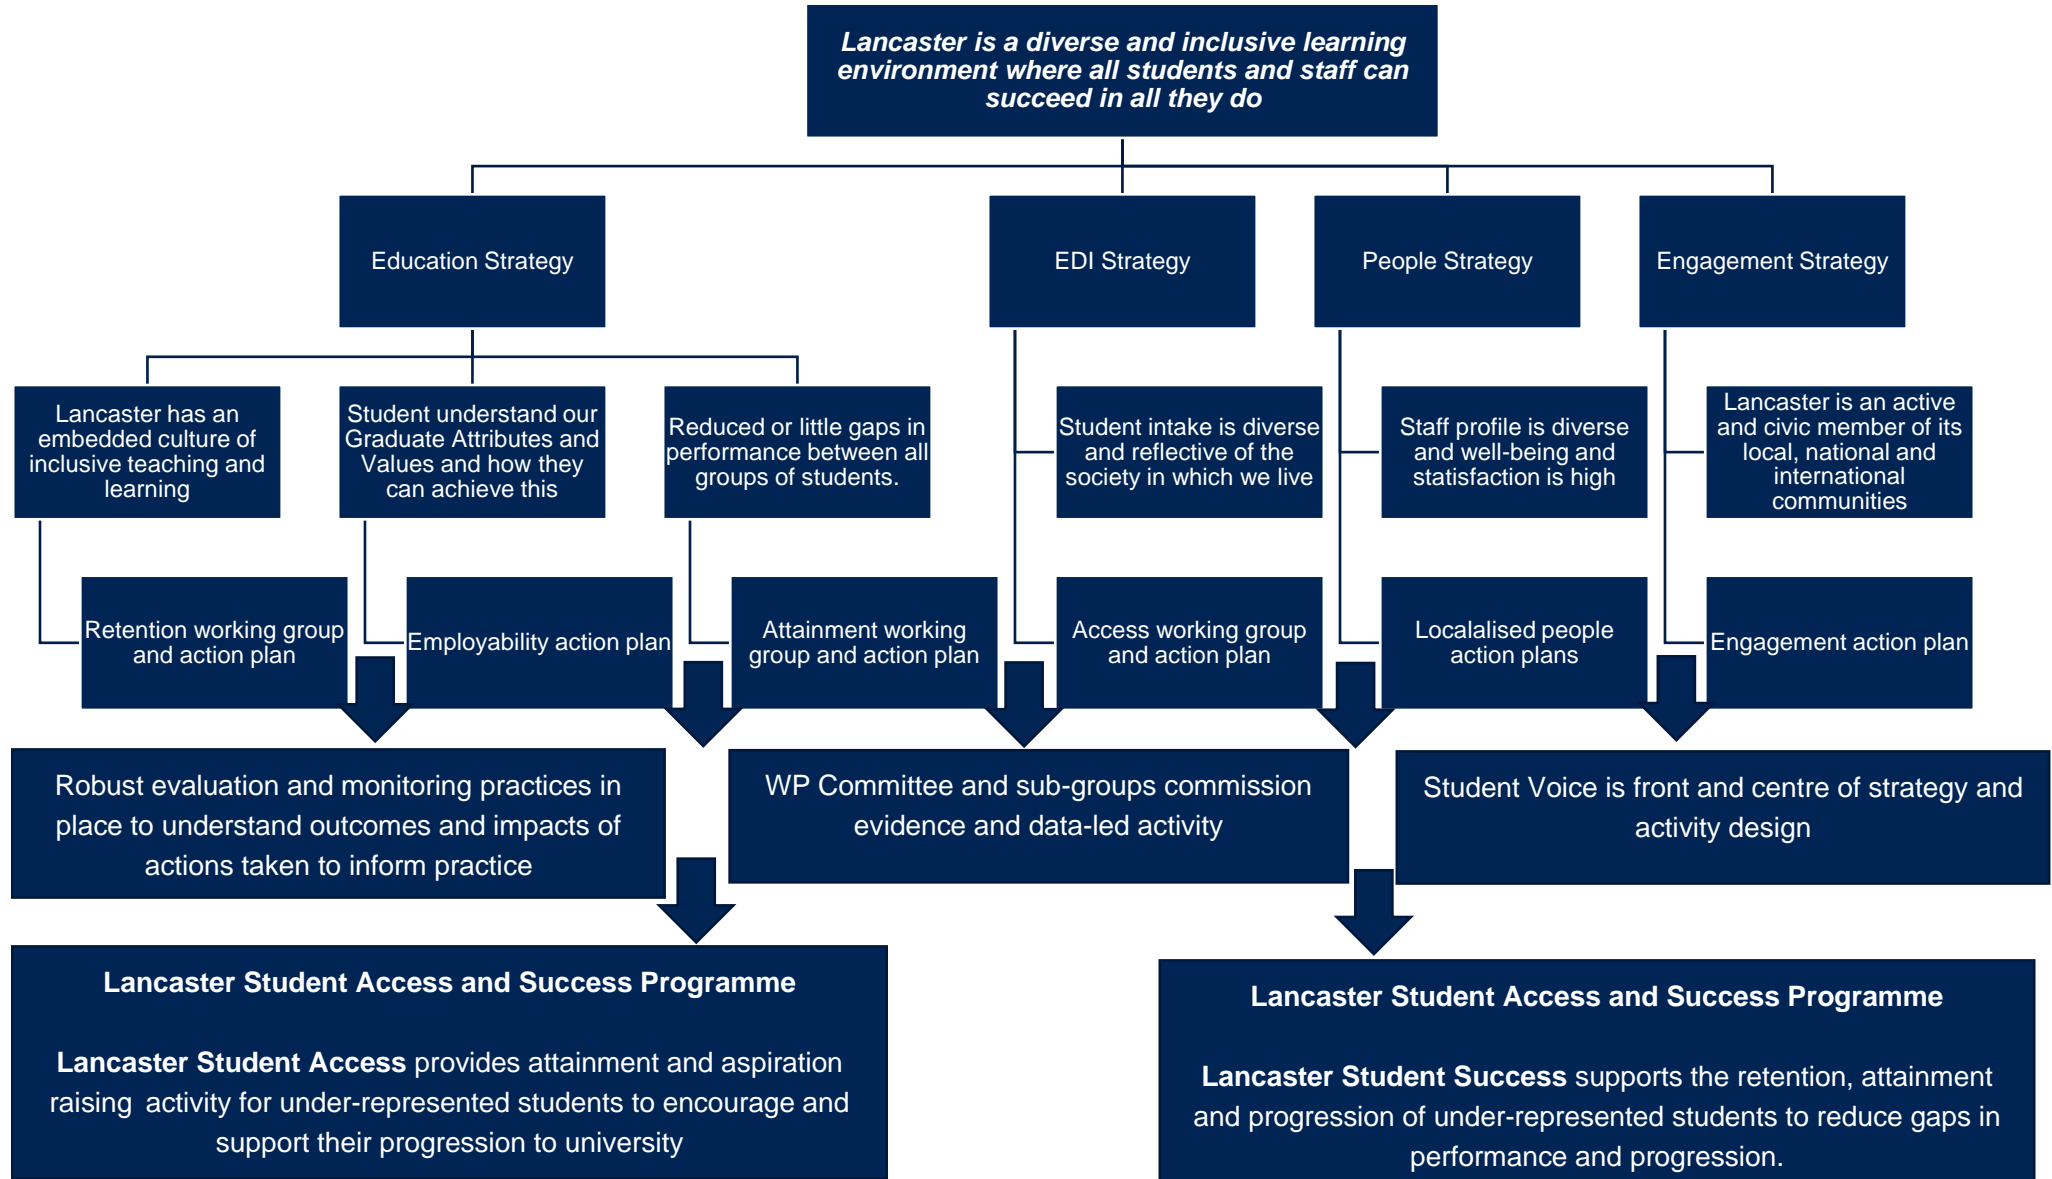 Lancaster is a diverse and inclusive learning
environment where all students and staff can
succeed in all they do
Education Strategy
EDI Strategy
People Strategy
Engagement Strategy
Lancaster has an
embedded culture of
inclusive teaching and
learning
Student understand our
Graduate Attributes and
Values and how they
can achieve this
Reduced or little gaps in
performance between all
groups of students.
Student intake is diverse
and reflective of the
society in which we live
Staff profile is diverse
and well-being and
statisfaction is high
Lancaster is an active
and civic member of its
local, national and
international
communities
Retention working group
and action plan
Employability action plan
Attainment working
group and action plan
Access working group
and action plan
Localalised people
action plans
Engagement action plan
Robust evaluation and monitoring practices in
place to understand outcomes and impacts of
actions taken to inform practice
WP Committee and sub-groups commission
evidence and data-led activity
Student Voice is front and centre of strategy and
activity design
Lancaster Student Access and Success Programme
Lancaster Student Access provides attainment and aspiration
raising activity for under-represented students to encourage and
support their progression to university
Lancaster Student Access and Success Programme
Lancaster Student Success supports the retention, attainment
and progression of under-represented students to reduce gaps in
performance and progression.